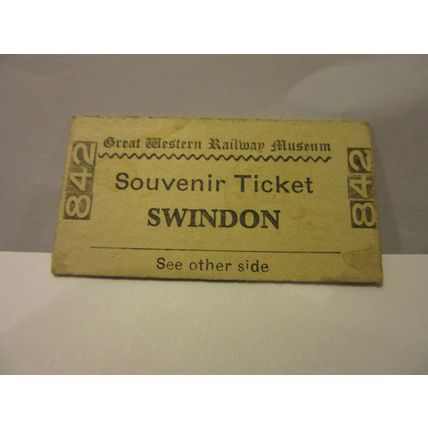 Great Western Railway Museum
842
Souvenir Ticket
842
SWINDON
See other side